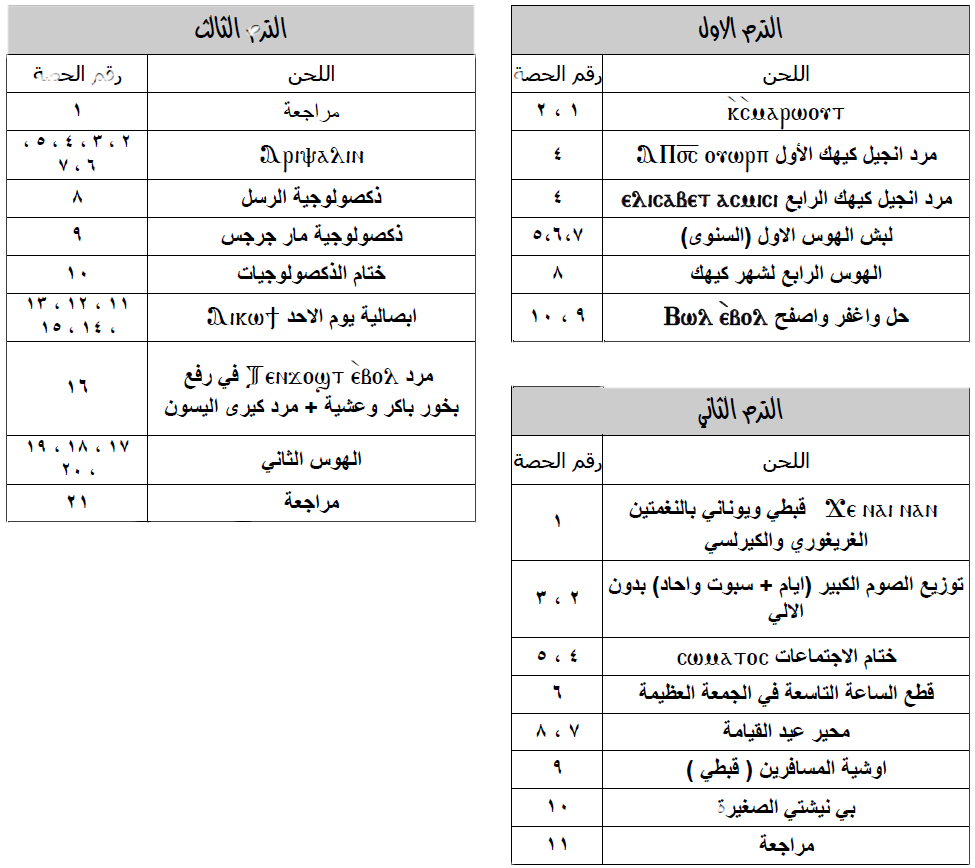 الترم الاول
اللحن رقم الحصة
ⲕ̀ⲥ̀ⲙⲁⲣⲱⲟⲩⲧ ١ ، ٢
مرد انجيل كيهك الأول ⲀⲠⲟ̅ⲥ̅ ⲟⲩⲱⲣⲡ ٤
مرد انجيل كيهك الرابع ⲉⲗⲓⲥⲁⲃⲉⲧ ⲁⲥⲙⲓⲥⲓ ٤
لبش الهوس الاول (السنوى) ٥،٦،٧
الهوس الرابع لشهر كيهك ٨
حل واغفر واصفح Ⲃⲱⲗ ⲉ̀ⲃⲟⲗ ٩ ، ١٠
الترم الثاني
اللحن رقم الحصة
Ϫⲉ ⲛⲁⲓ ⲛⲁⲛ قبطي ويوناني بالنغمتين
الغريغوري والكيرلسي ١
توزيع الصوم الكبير (ايام + سبوت واحاد) بدون
الالي ٢ ، ٣
ختام الاجتماعات ⲥⲱⲙⲁⲧⲟⲥ ٤ ، ٥
قطع الساعة التاسعة في الجمعة العظيمة ٦
محير عيد القيامة ٧ ، ٨
اوشية المسافرين ( قبطي ) ٩
بي نيشتي الصغيرة ١٠
مراجعة ١١
الترم الثالث
اللحن رقم الحصة
مراجعة ١
Ⲁⲣⲓⲯⲁⲗⲓⲛ ٢ ، ٣ ، ٤ ، ٥ ،
٦ ، ٧
ذكصولوجية الرسل ٨
ذكصولوجية مار جرجس ٩
ختام الذكصولوجيات ١٠
ابصالية يوم الاحد Ⲁⲓⲕⲱϯ ١١ ، ١٢ ، ١٣
، ١٤ ، ١٥
مرد Ⲧⲉⲛϫⲟϣⲧ ⲉ̀ⲃⲟⲗ في رفع
بخور باكر وعشية + مرد كيرى اليسون ١٦
الهوس الثاني ١٧ ، ١٨ ، ١٩
، ٢٠
مراجعة ٢١